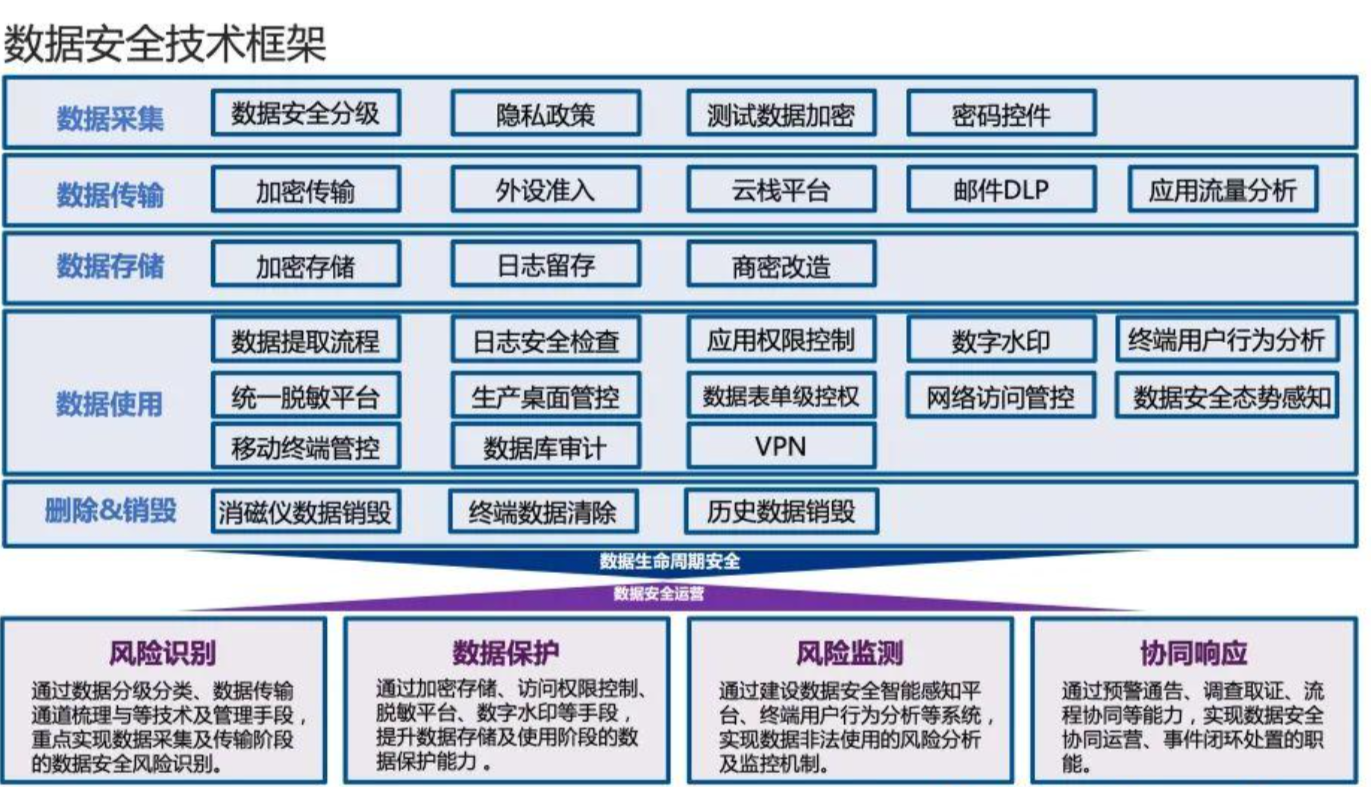 数据安全技术框架
数据采集 数据安全分级 隐私政策 测试数据加密 密码控件
数据传输 加密传输 外设准入 云栈平台 邮件DLP 应用流量分析
数据存储 加密存储 日志留存 商密改造
数据提取流程 日志安全检查 应用权限控制 数字水印 终端用户行为分析
数据使用 统一脱敏平台 生产桌面管控 数据表单级控权 网络访问管控 数据安全态势感知
移动终端管控 数据库审计 VPN
删除&销毁 消磁仪数据销毁 终端数据清除 历史数据销毁
数据生命周期安全
数据安全运营
风险识别
通过数据分级分类、数据传输
通道梳理与等技术及管理手段，
重点实现数据采集及传输阶段
的数据安全风险识别。
数据保护
通过加密存储、访问权限控制、
脱敏平台、数字水印等手段，
提升数据存储及使用阶段的数
据保护能力 。
风险监测
通过建设数据安全智能感知平
台、终端用户行为分析等系统，
实现数据非法使用的风险分析
及监控机制。
协同响应
通过预警通告、调查取证、流
程协同等能力，实现数据安全
协同运营、事件闭环处置的职
能。